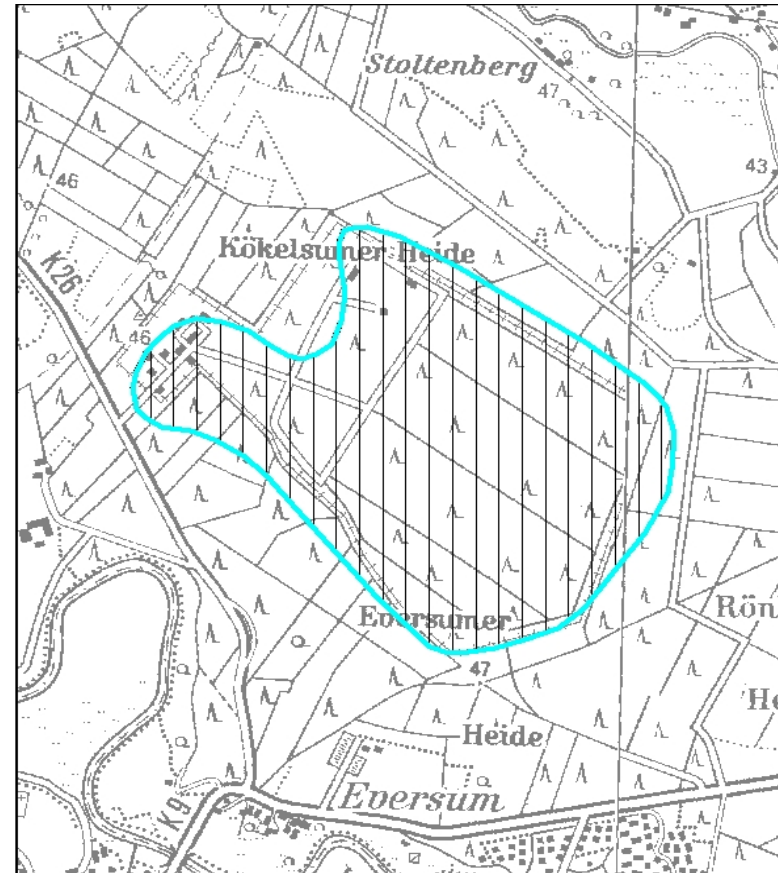 Stoltenberg
47
43
46
Kökelsumer Heide
K26
46
Eversumer
Rön
47
He
Heide
Eversum
K9